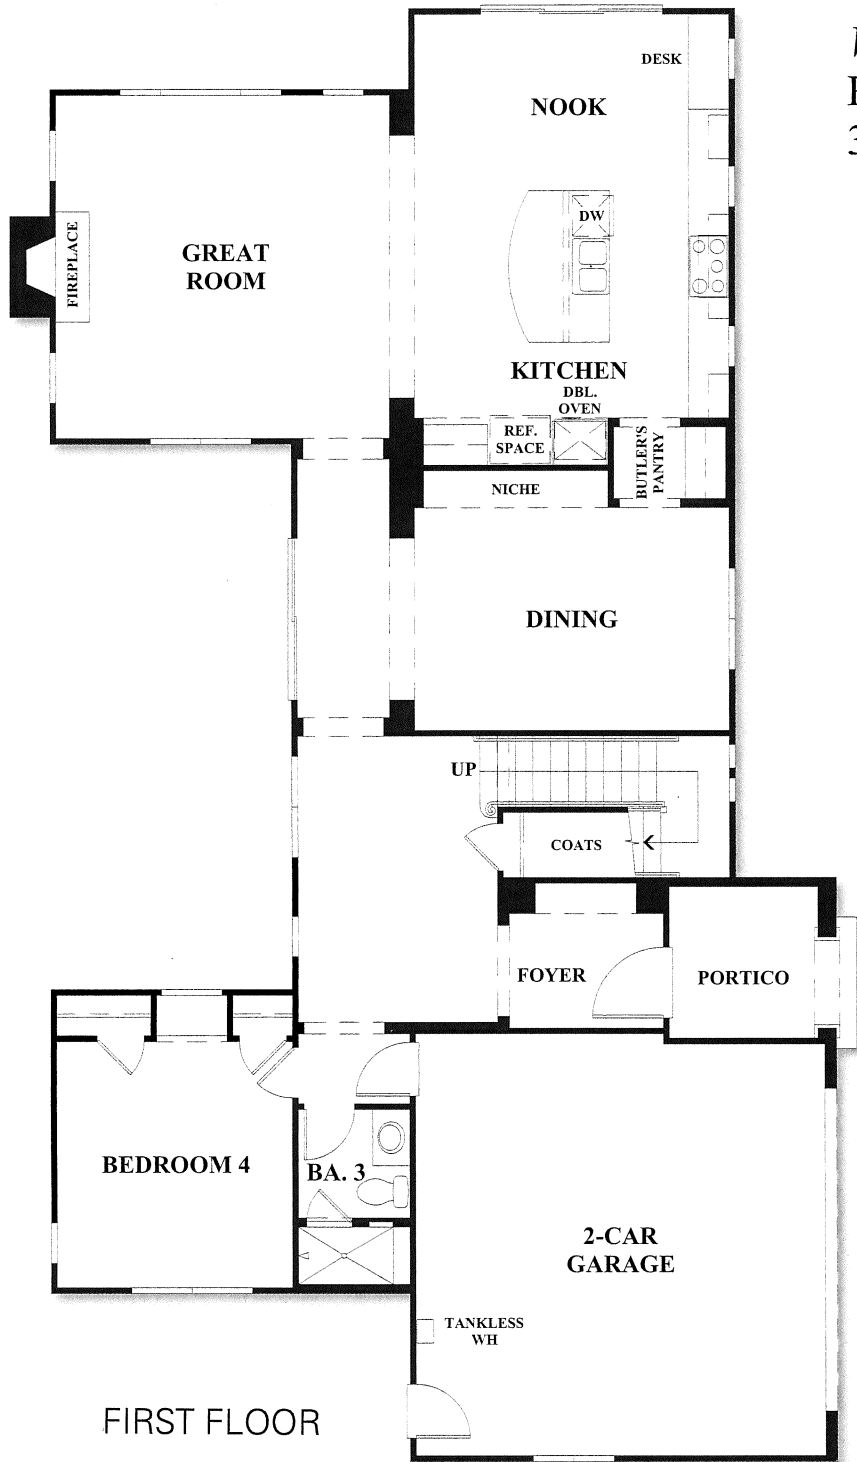 DESK
NOOK
DW
GREAT
ROOM
FIREPLACE
KITCHEN
DBL.
OVEN
REF.
SPACE
BUTLER'S
PANTRY
NICHE
DINING
UP
COATS
FOYER
PORTICO
BEDROOM 4
BA. 3
2-CAR
GARAGE
TANKLESS
WH
FIRST FLOOR